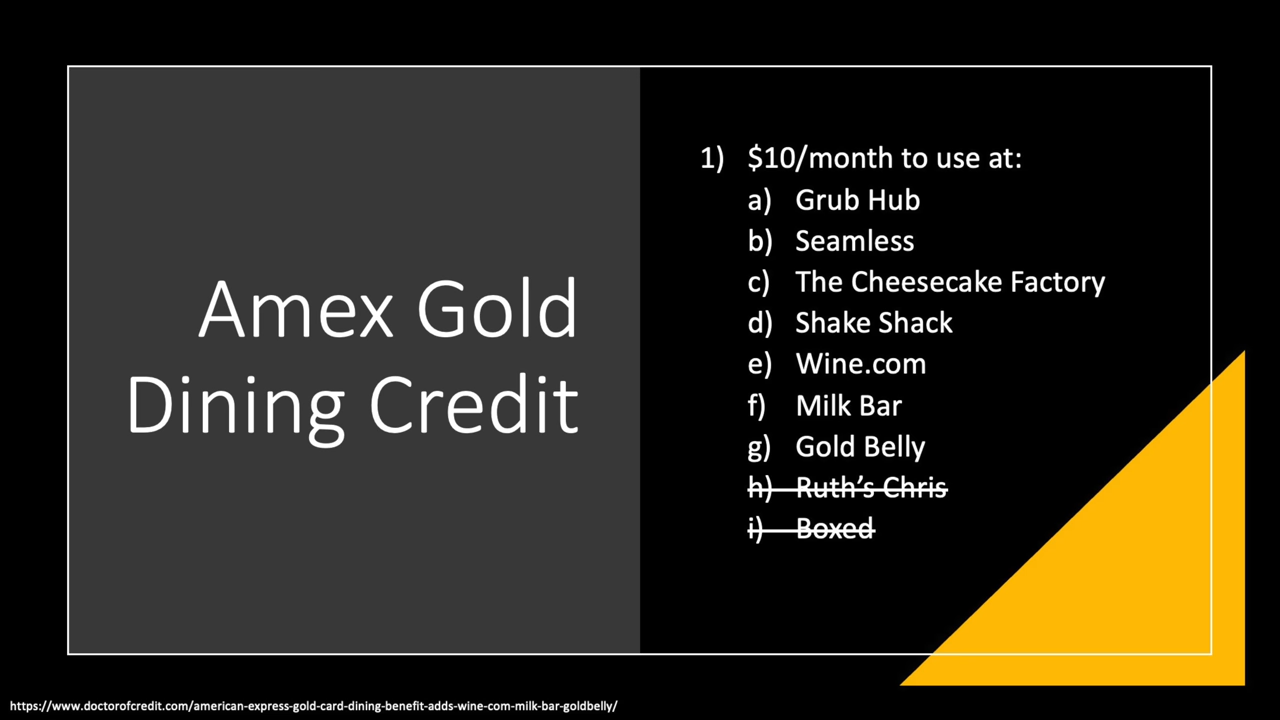 Amex Gold
Dining Credit
1) $10/month to use at:
a) Grub Hub
b) Seamless
c) The Cheesecake Factory
d) Shake Shack
e) Wine.com
f) Milk Bar
g) Gold Belly
h) Ruth’s Chris
i) Boxed
https://www.doctorofcredit.com/american-express-gold-card-dining-benefit-adds-wine-com-milk-bar-goldbelly/